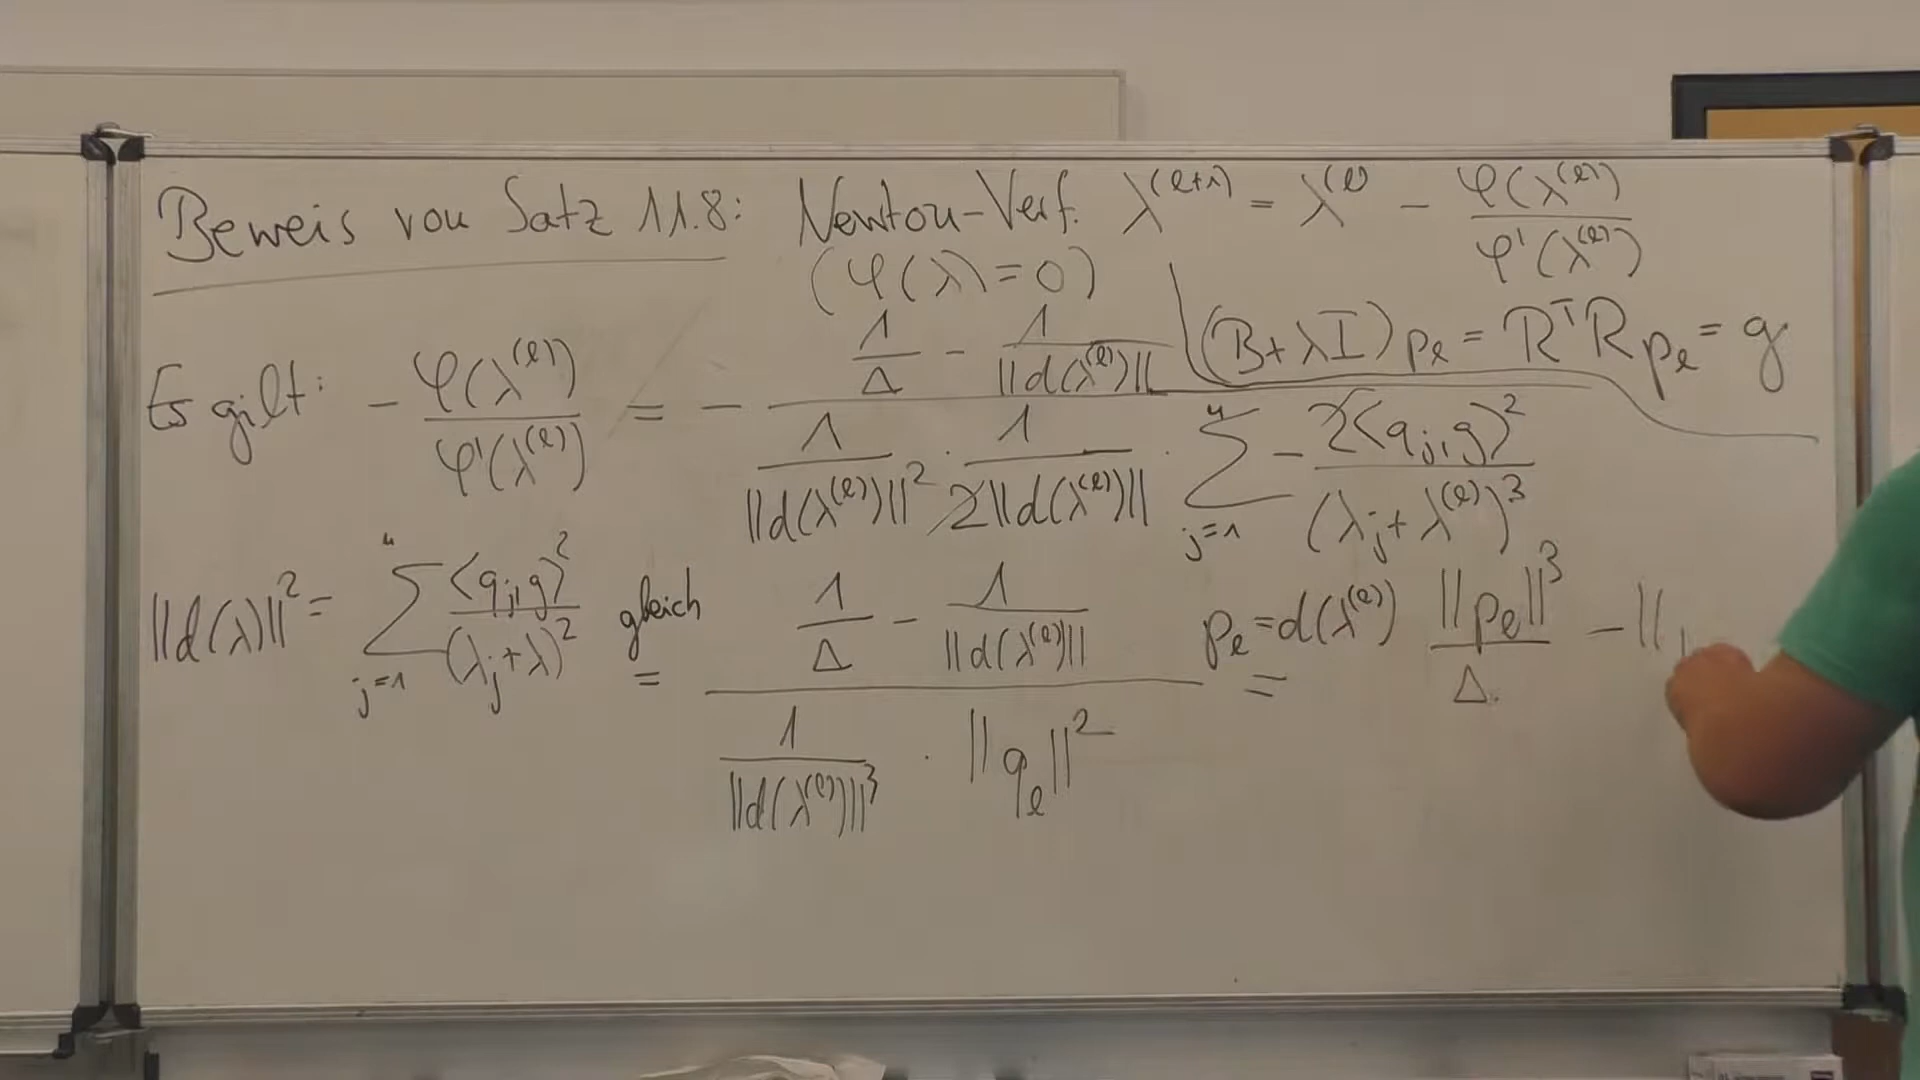 Beweis von Satz 11.8: Newton-Verf. λ^(ℓ+1) = λ^(ℓ) − φ(λ^(ℓ)) / φ'(λ^(ℓ))
(φ(λ)=0)
(B+λI)p_ℓ = RᵀR p_ℓ = g
Es gilt: − φ(λ^(ℓ)) / φ'(λ^(ℓ)) = − (1/Δ − 1/||d(λ^(ℓ))||) / (1/||d(λ^(ℓ))||² · 1/(2||d(λ^(ℓ))||) · Σ_{j=1}^n − 2⟨q_j,g⟩² / (λ_j+λ^(ℓ))³)
||d(λ)||² = Σ_{j=1}^n ⟨q_j,g⟩² / (λ_j+λ)² gleich = (1/Δ − 1/||d(λ^(ℓ))||) / (1/||d(λ^(ℓ))||³ · ||q_ℓ||²) p_ℓ=d(λ^(ℓ)) = ||p_ℓ||³/Δ − ||